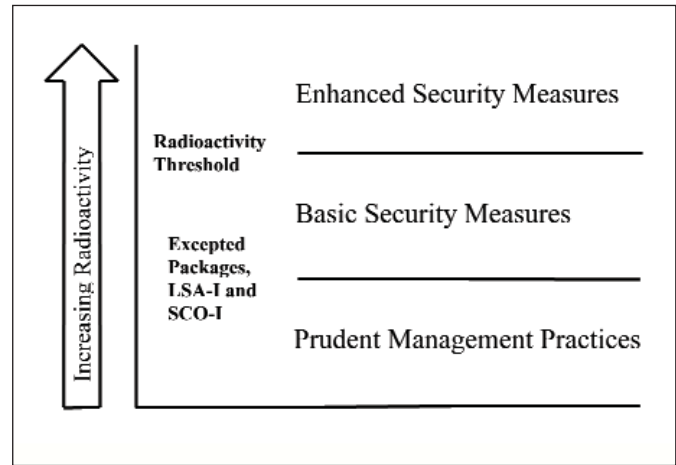 Increasing Radioactivity
Enhanced Security Measures
Radioactivity
Threshold
Basic Security Measures
Excepted
Packages,
LSA-I and
SCO-I
Prudent Management Practices